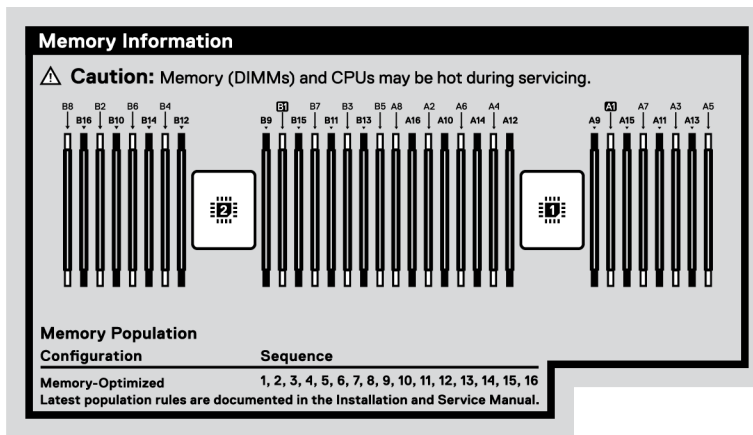 Memory Information
Caution: Memory (DIMMs) and CPUs may be hot during servicing.
B8 B2 B6 B4 B1 B7 B3 B5 A8 A2 A6 A4 A1 A7 A3 A5
B16 B10 B14 B12 B9 B15 B11 B13 A16 A10 A14 A12 A9 A15 A11 A13
2 1
Memory Population
Configuration Sequence
Memory-Optimized 1, 2, 3, 4, 5, 6, 7, 8, 9, 10, 11, 12, 13, 14, 15, 16
Latest population rules are documented in the Installation and Service Manual.